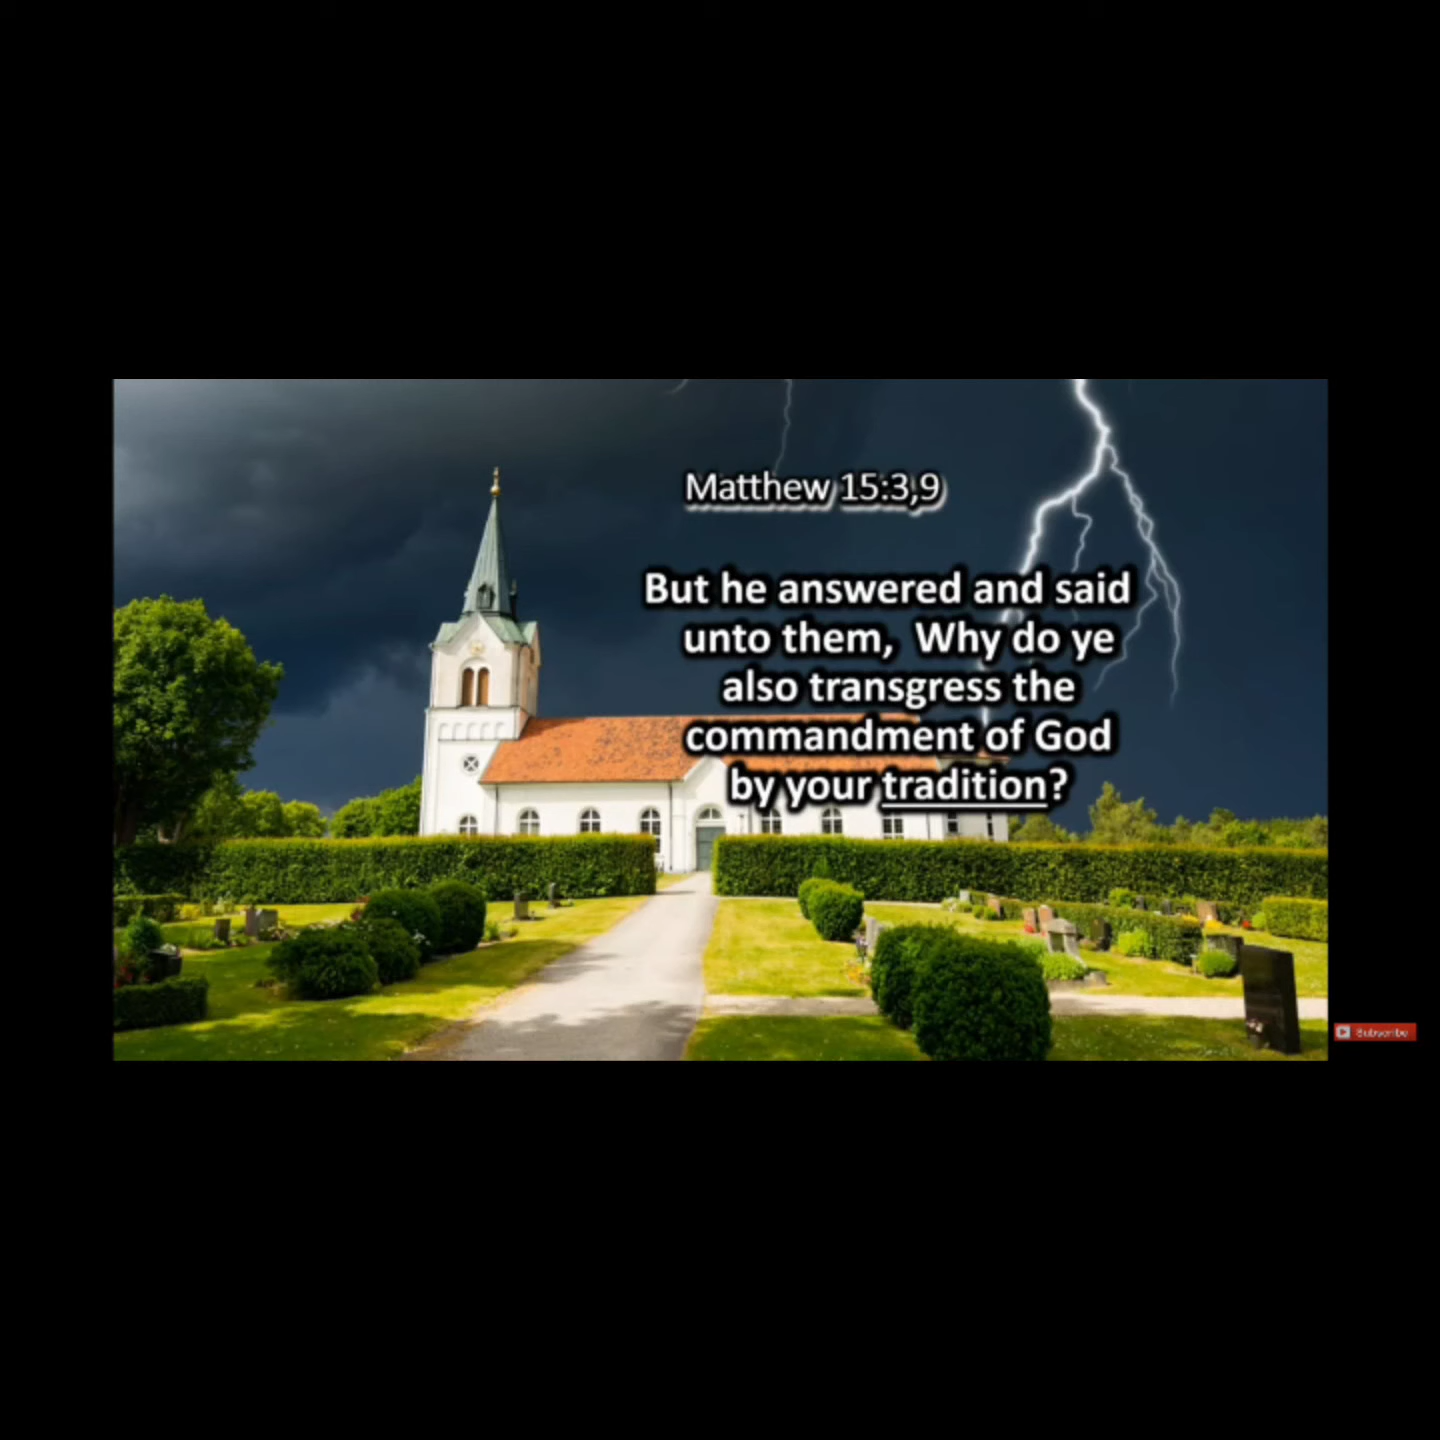 Matthew 15:3,9
But he answered and said
unto them, Why do ye
also transgress the
commandment of God
by your tradition?
Subscribe